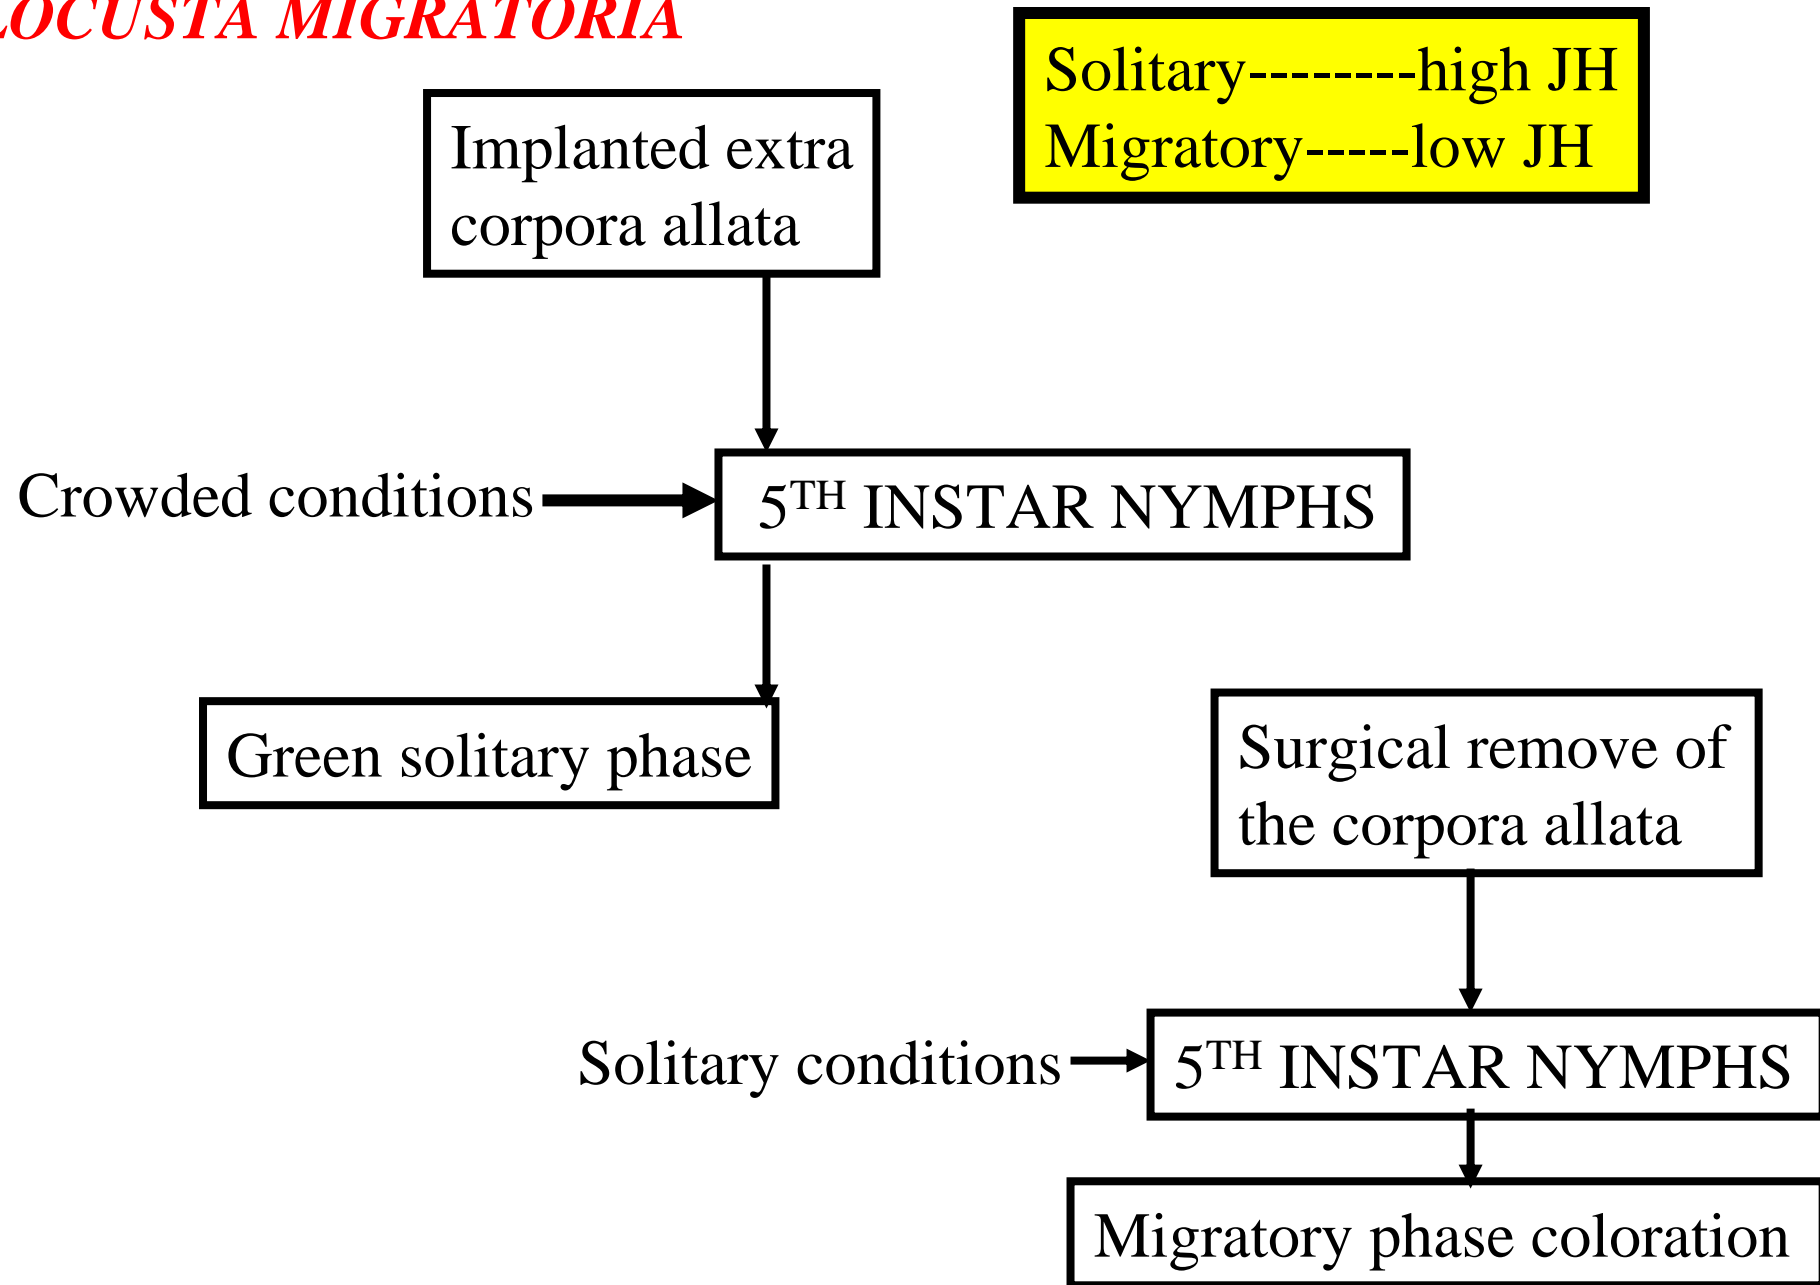 LOCUSTA MIGRATORIA
Solitary--------high JH
Migratory-----low JH
Implanted extra
corpora allata
Crowded conditions
5TH INSTAR NYMPHS
Green solitary phase
Surgical remove of
the corpora allata
Solitary conditions
5TH INSTAR NYMPHS
Migratory phase coloration